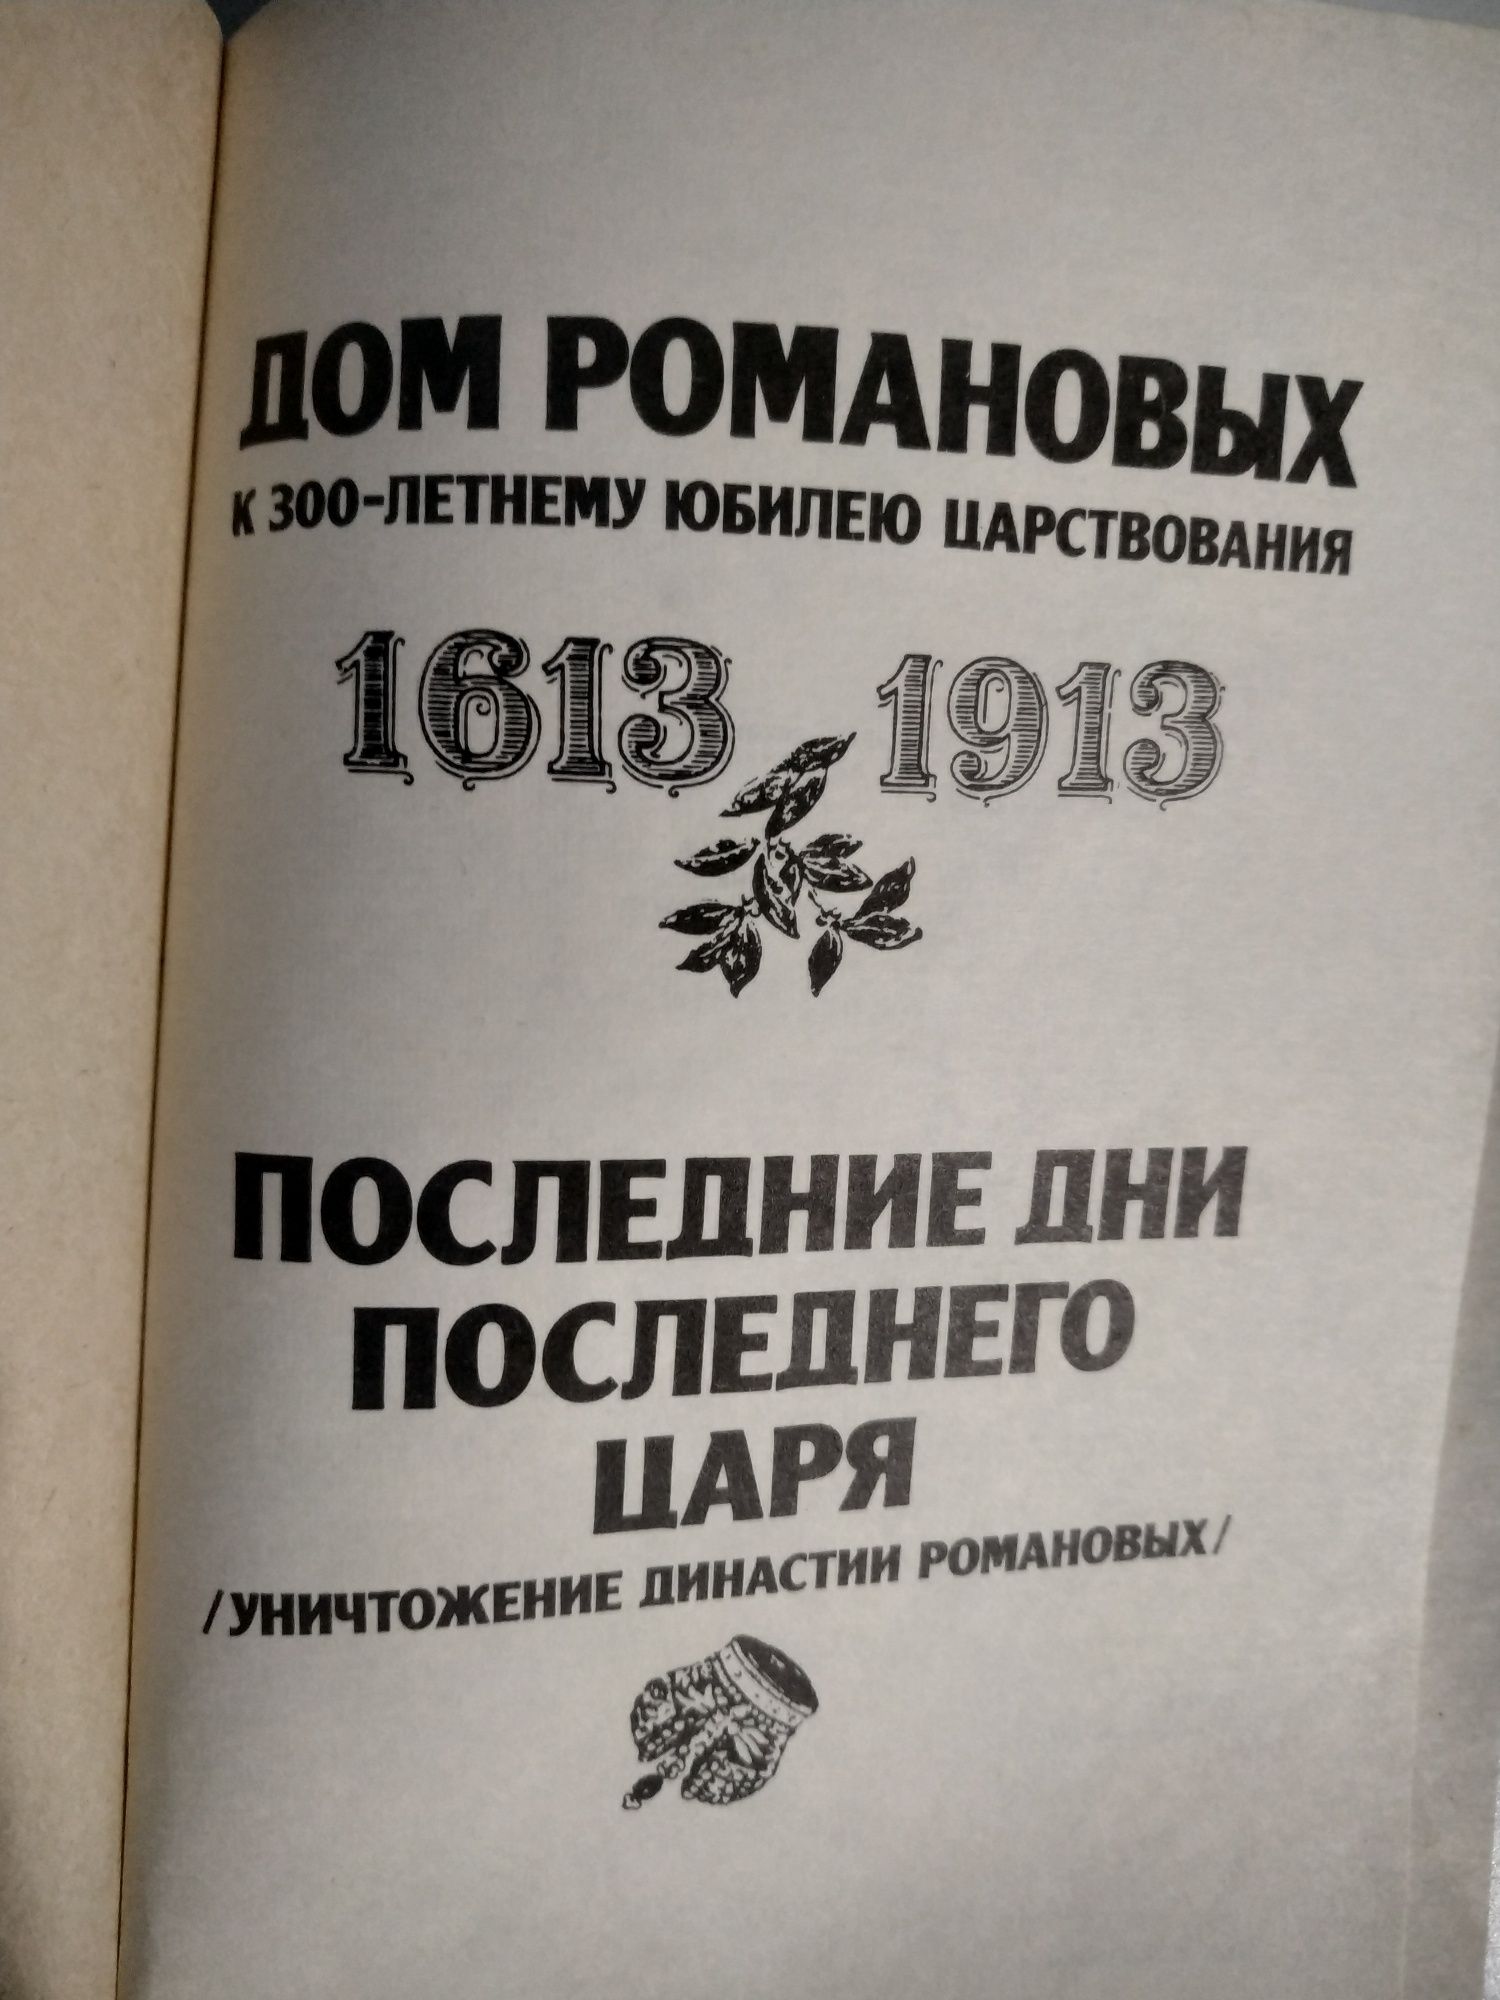 ДОМ РОМАНОВЫХ
К 300-ЛЕТНЕМУ ЮБИЛЕЮ ЦАРСТВОВАНИЯ
1613 1913
ПОСЛЕДНИЕ ДНИ
ПОСЛЕДНЕГО
ЦАРЯ
/УНИЧТОЖЕНИЕ ДИНАСТИИ РОМАНОВЫХ/